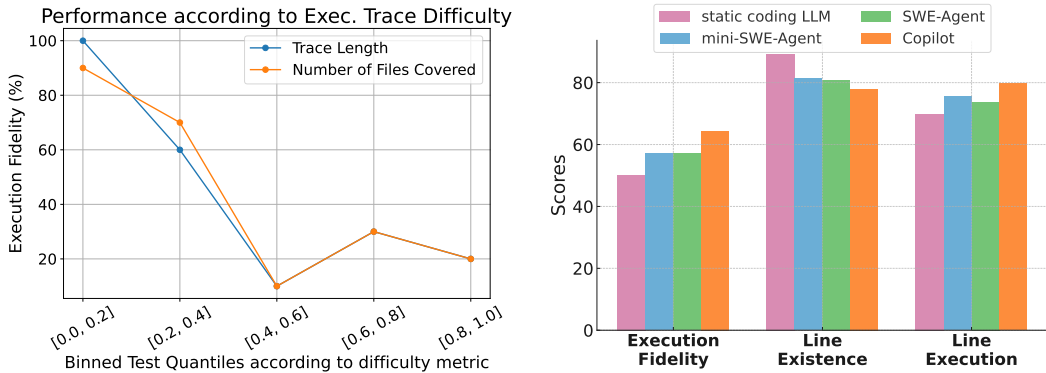 Performance according to Exec. Trace Difficulty
Execution Fidelity (%)
100
80
60
40
20
Trace Length
Number of Files Covered
[0.0, 0.2]
[0.2, 0.4]
[0.4, 0.6]
[0.6, 0.8]
[0.8, 1.0]
Binned Test Quantiles according to difficulty metric
static coding LLM
mini-SWE-Agent
SWE-Agent
Copilot
Scores
80
60
40
20
0
Execution
Fidelity
Line
Existence
Line
Execution